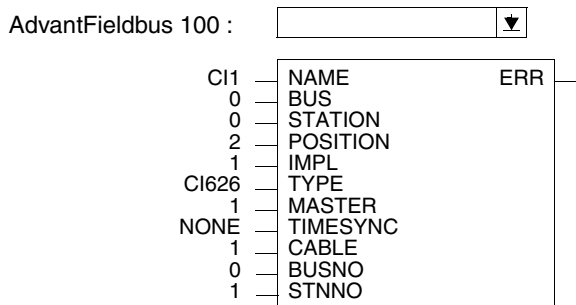 AdvantFieldbus 100 :
CI1 NAME ERR
0 BUS
0 STATION
2 POSITION
1 IMPL
CI626 TYPE
1 MASTER
NONE TIMESYNC
1 CABLE
0 BUSNO
1 STNNO